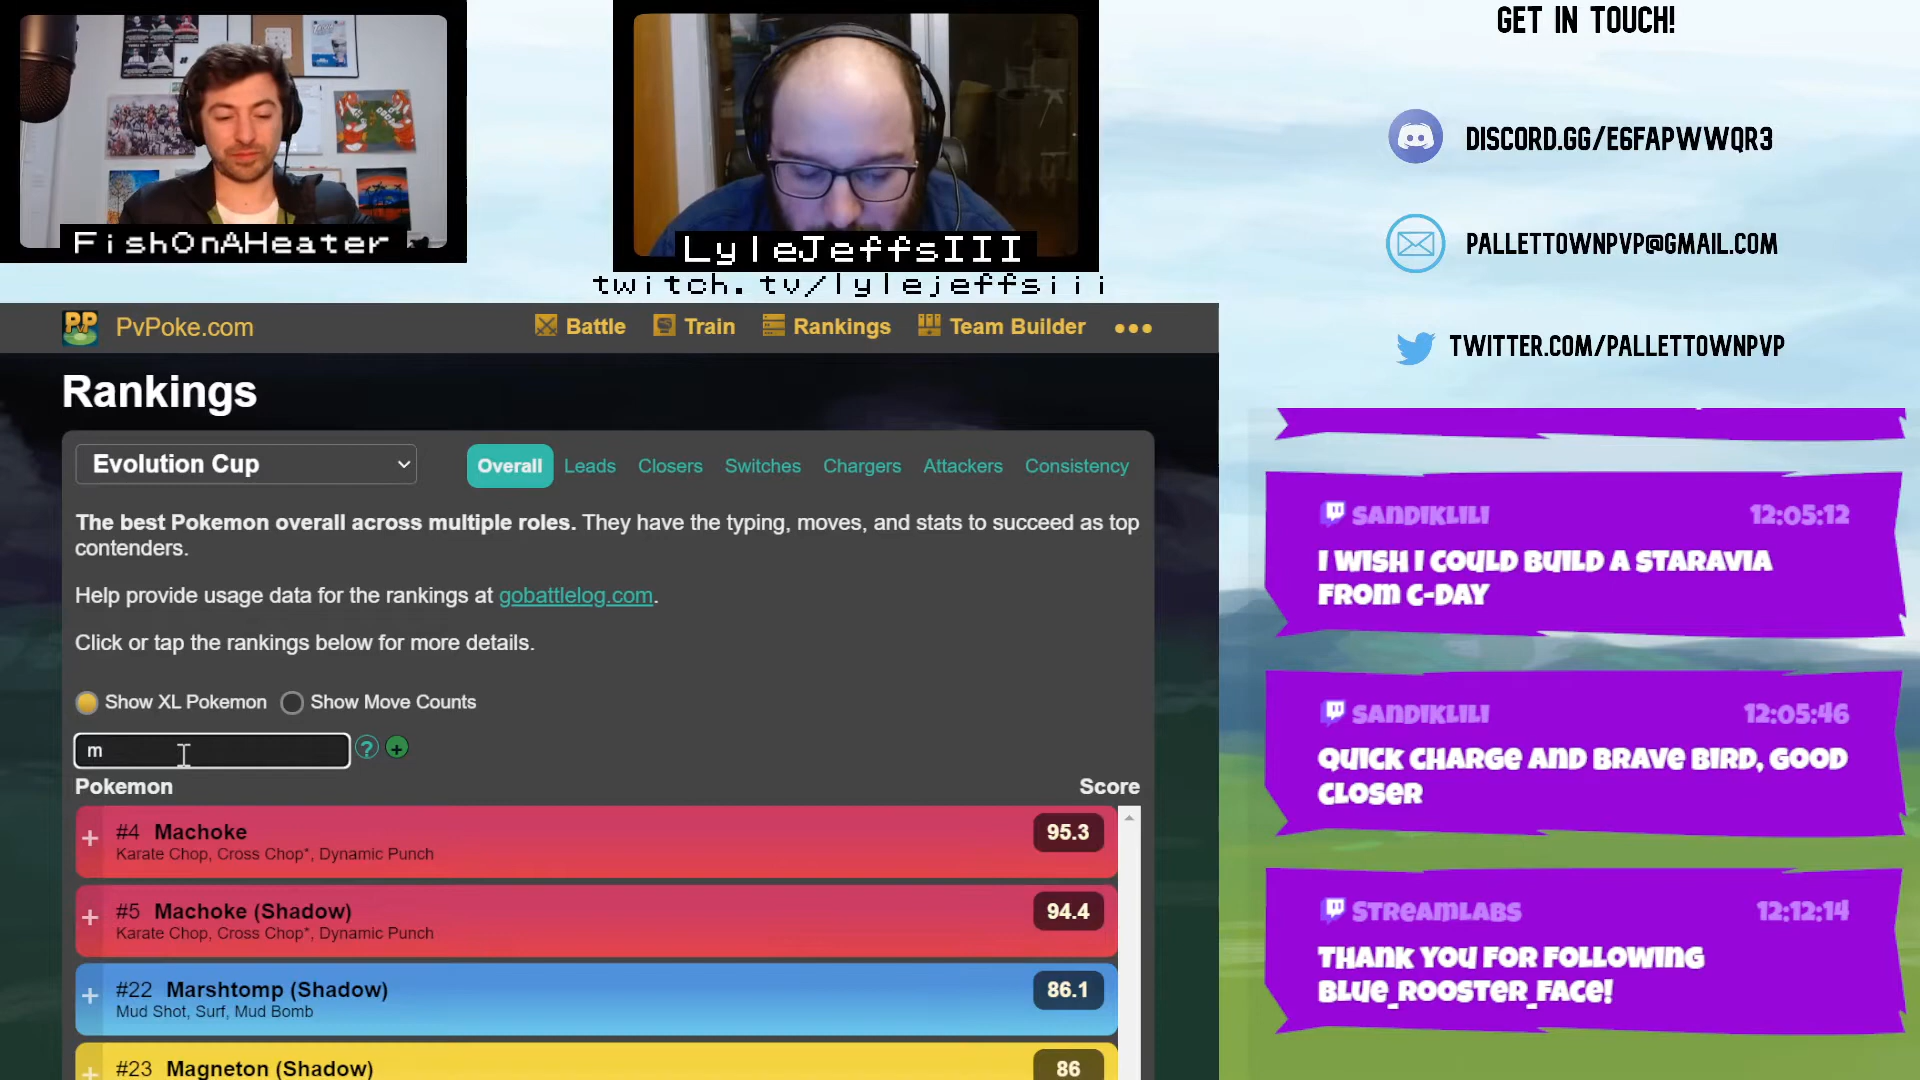 FishOnAHeater
LyleJeffsIII
twitch.tv/lylejeffsiii
GET IN TOUCH!
DISCORD.GG/E6FAPWWQR3
PALLETTOWNPVP@GMAIL.COM
TWITTER.COM/PALLETTOWNPVP
PvPoke.com
Battle
Train
Rankings
Team Builder
Rankings
Evolution Cup
Overall
Leads
Closers
Switches
Chargers
Attackers
Consistency
The best Pokemon overall across multiple roles. They have the typing, moves, and stats to succeed as top
contenders.
Help provide usage data for the rankings at gobattlelog.com.
Click or tap the rankings below for more details.
Show XL Pokemon
Show Move Counts
m
?
+
Pokemon
Score
+ #4 Machoke
95.3
Karate Chop, Cross Chop*, Dynamic Punch
+ #5 Machoke (Shadow)
94.4
Karate Chop, Cross Chop*, Dynamic Punch
+ #22 Marshtomp (Shadow)
86.1
Mud Shot, Surf, Mud Bomb
+ #23 Magneton (Shadow)
86
SANDIKLILI
12:05:12
I WISH I COULD BUILD A STARAVIA
FROM C-DAY
SANDIKLILI
12:05:46
QUICK CHARGE AND BRAVE BIRD, GOOD
CLOSER
STREAMLABS
12:12:14
THANK YOU FOR FOLLOWING
BLUE_ROOSTER_FACE!